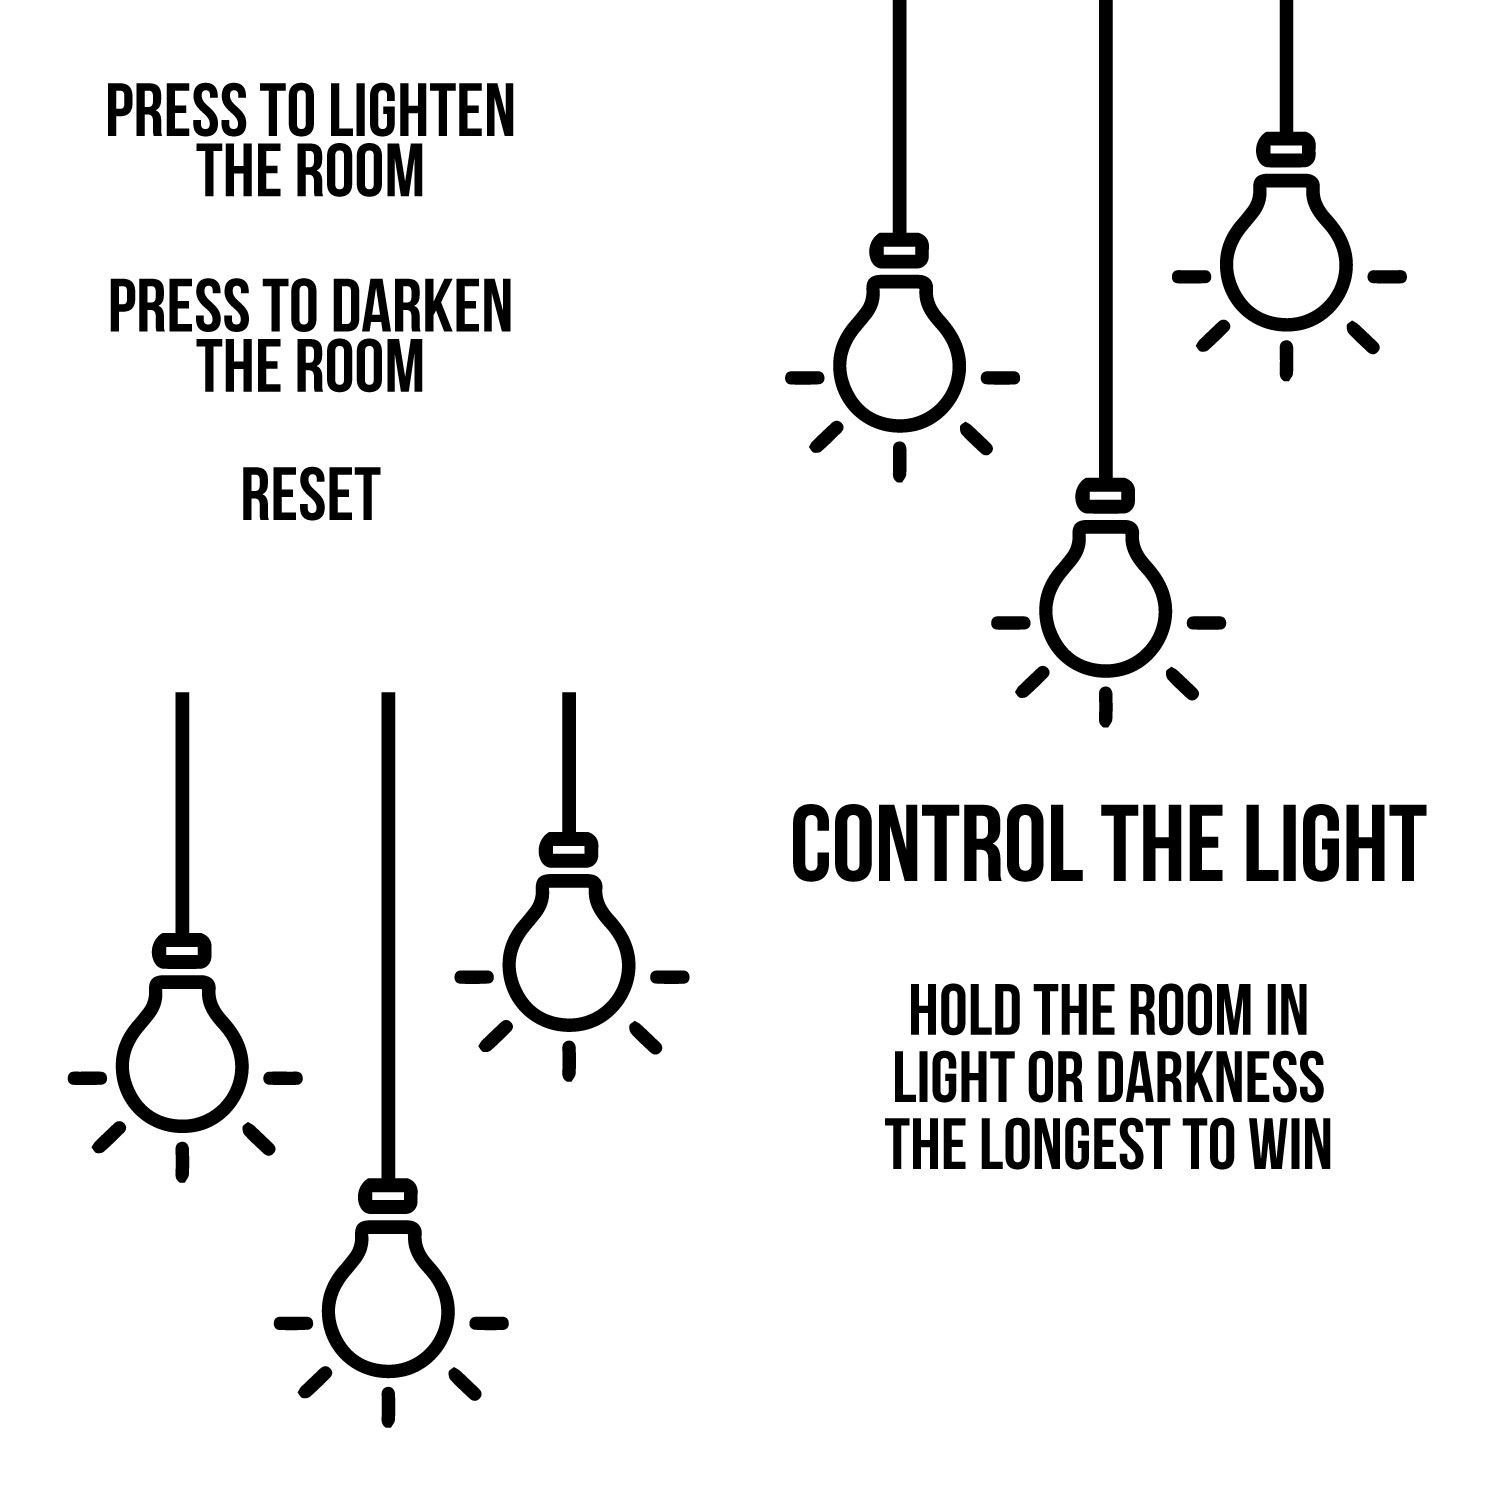 PRESS TO LIGHTEN
THE ROOM
PRESS TO DARKEN
THE ROOM
RESET
CONTROL THE LIGHT
HOLD THE ROOM IN
LIGHT OR DARKNESS
THE LONGEST TO WIN